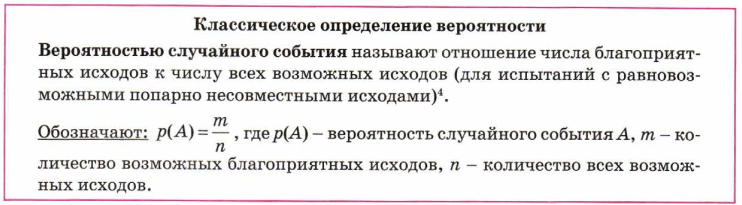 Классическое определение вероятности
Вероятностью случайного события называют отношение числа благоприят-
ных исходов к числу всех возможных исходов (для испытаний с равновоз-
можными попарно несовместными исходами)⁴.
Обозначают: p(A) = m/n, где p(A) – вероятность случайного события A, m – ко-
личество возможных благоприятных исходов, n – количество всех возмож-
ных исходов.